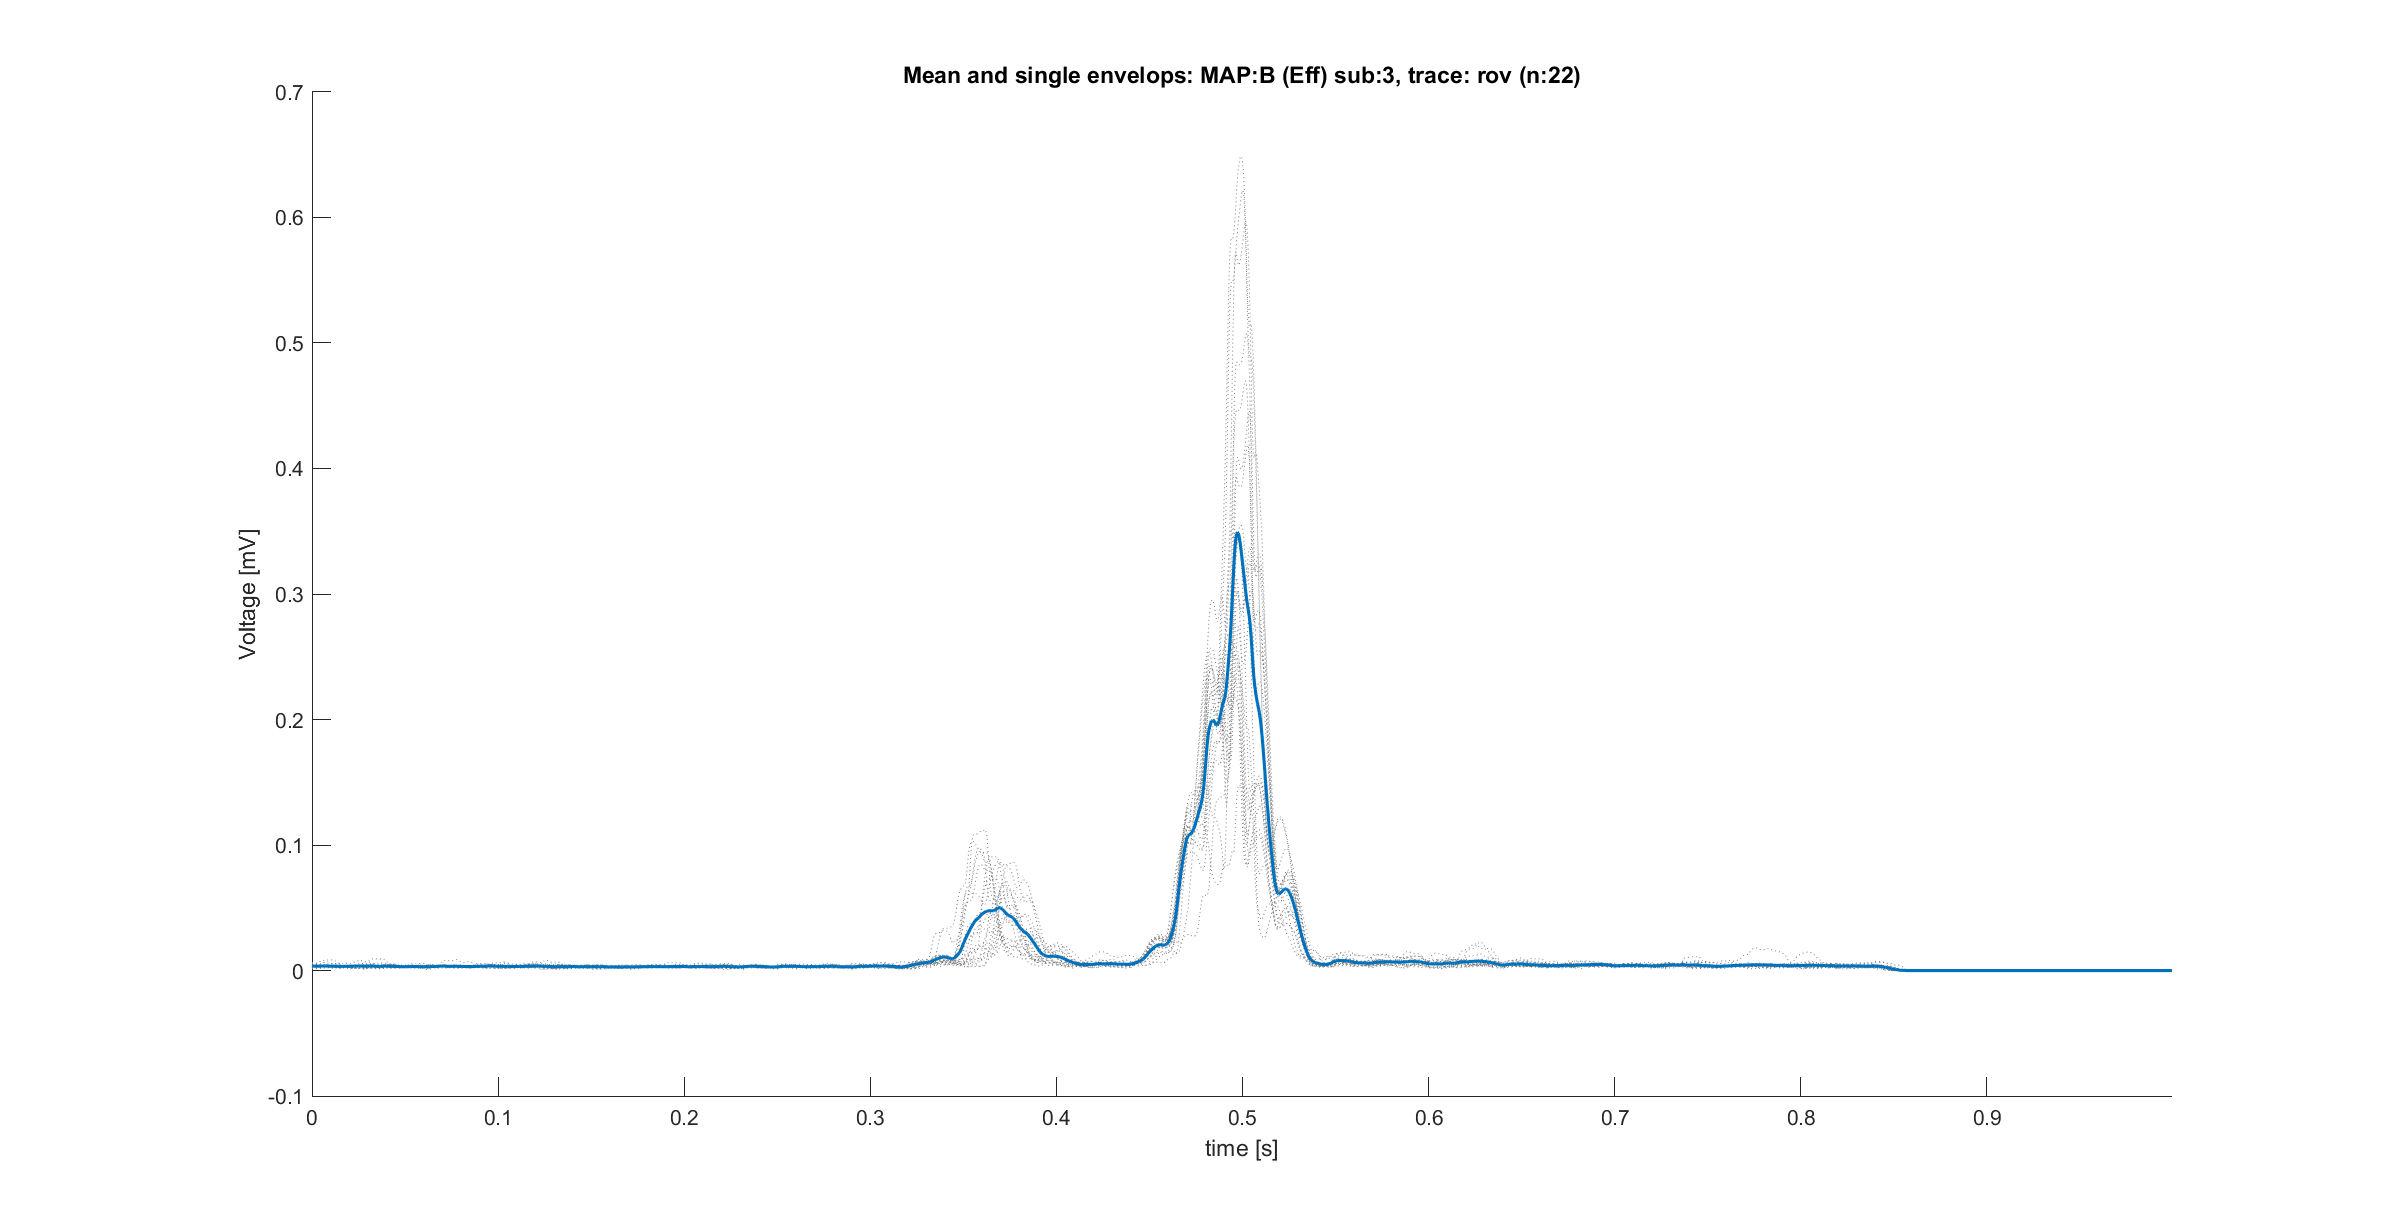 Mean and single envelops: MAP:B (Eff) sub:3, trace: rov (n:22)
0.7
0.6
0.5
0.4
0.3
0.2
0.1
0
-0.1
Voltage [mV]
0 0.1 0.2 0.3 0.4 0.5 0.6 0.7 0.8 0.9
time [s]